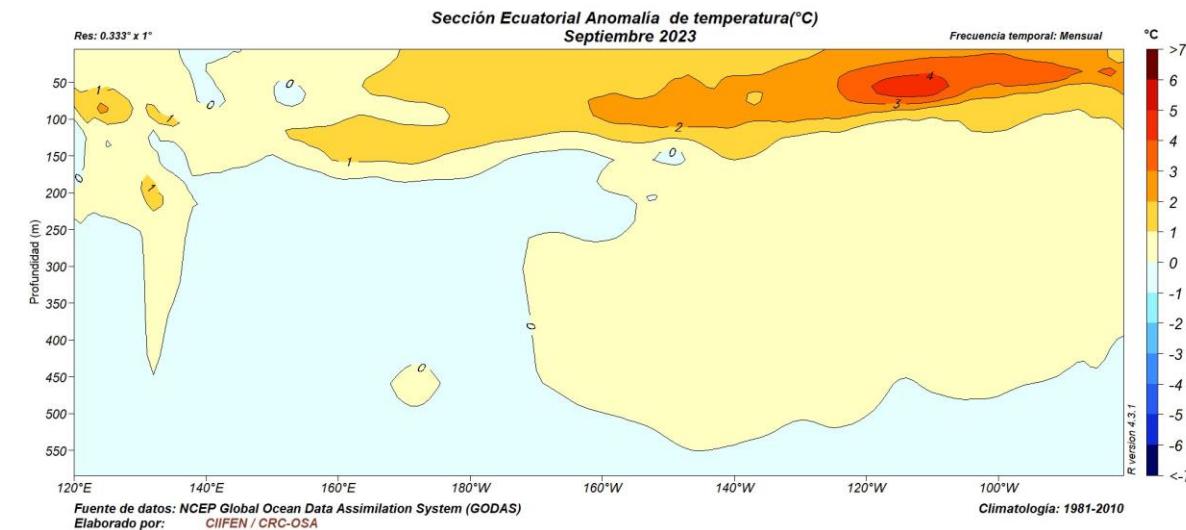 Sección Ecuatorial Anomalía de temperatura(°C)
Septiembre 2023
Res: 0.333° x 1°
Frecuencia temporal: Mensual
°C
>7
7
6
5
4
3
2
1
0
-1
-2
-3
-4
-5
-6
-7
<-7
Profundidad (m)
50
100
150
200
250
300
350
400
450
500
550
1
0
0
1
0
1
1
2
0
3
4
0
0
120°E
140°E
160°E
180°W
160°W
140°W
120°W
100°W
R version 4.3.1
Fuente de datos: NCEP Global Ocean Data Assimilation System (GODAS)
Climatología: 1981-2010
Elaborado por: CIIFEN / CRC-OSA